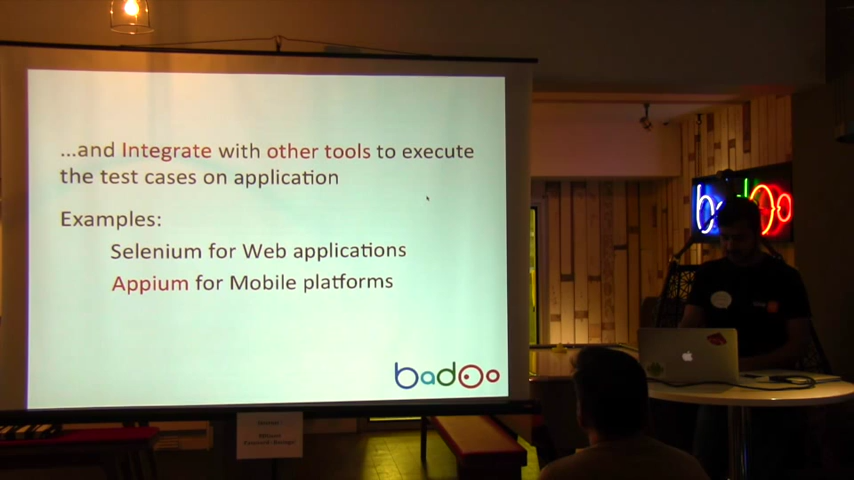 ...and Integrate with other tools to execute
the test cases on application
Examples:
Selenium for Web applications
Appium for Mobile platforms
badoo